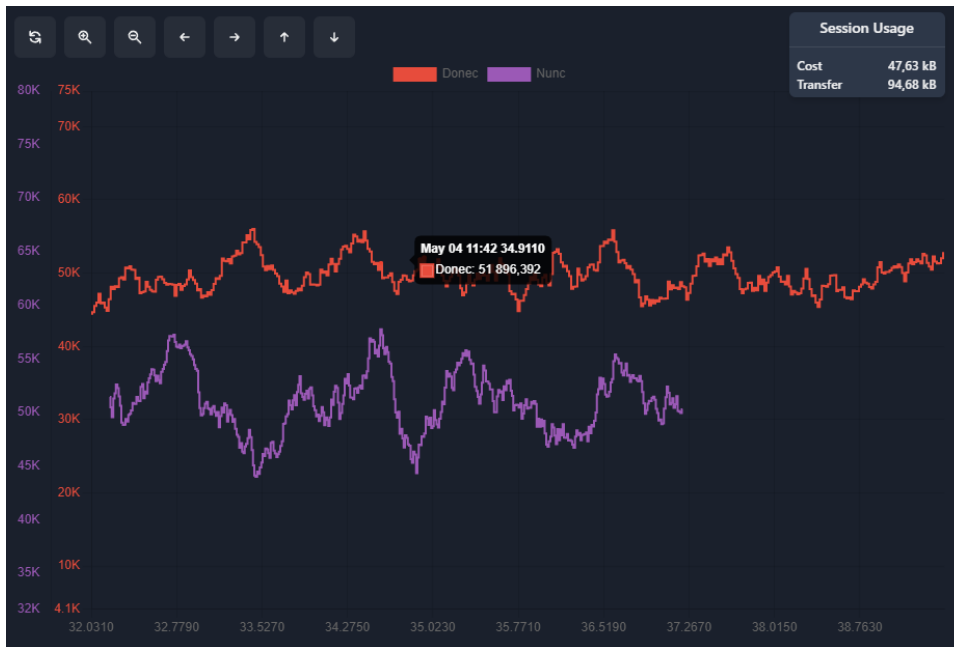 Session Usage
Cost 47,63 kB
Transfer 94,68 kB
Donec Nunc
80K 75K
70K
75K
70K 60K
65K
50K
60K
40K
55K
50K 30K
45K
20K
40K
35K 10K
32K 4.1K
May 04 11:42 34.9110
Donec: 51 896,392
32.0310 32.7790 33.5270 34.2750 35.0230 35.7710 36.5190 37.2670 38.0150 38.7630